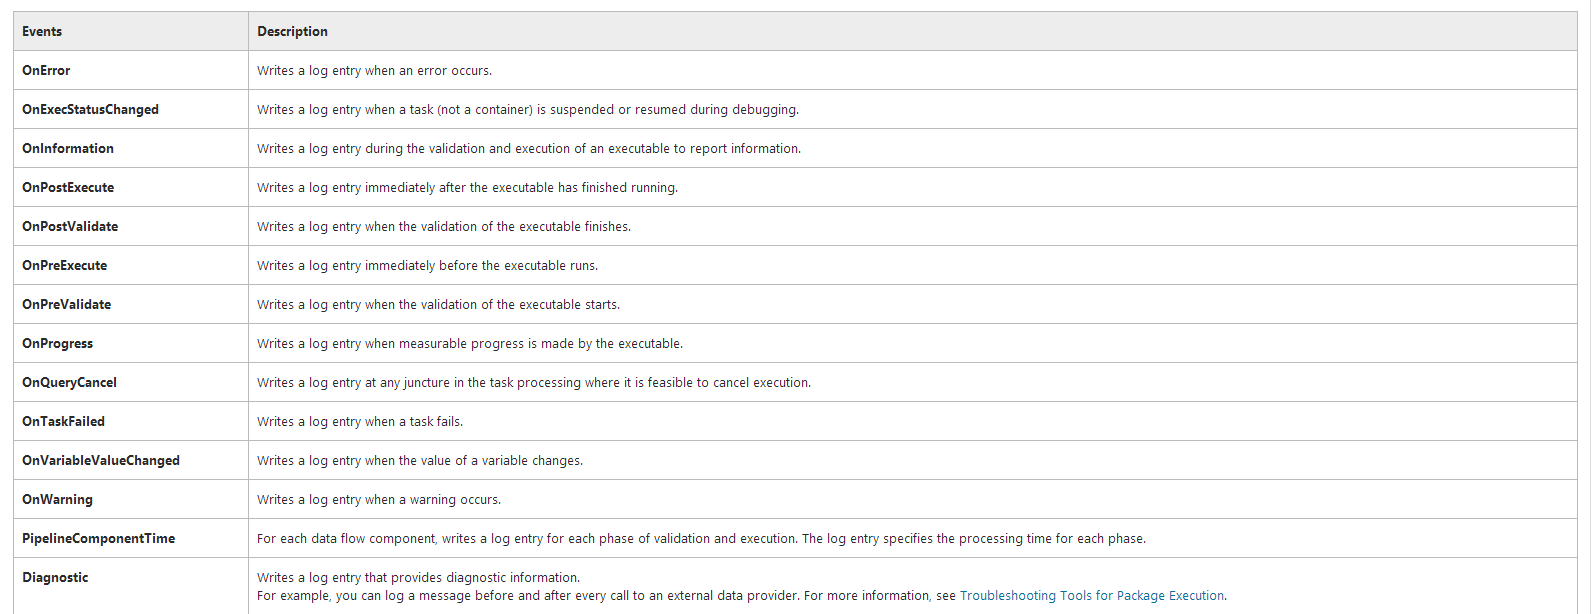 Events Description
OnError Writes a log entry when an error occurs.
OnExecStatusChanged Writes a log entry when a task (not a container) is suspended or resumed during debugging.
OnInformation Writes a log entry during the validation and execution of an executable to report information.
OnPostExecute Writes a log entry immediately after the executable has finished running.
OnPostValidate Writes a log entry when the validation of the executable finishes.
OnPreExecute Writes a log entry immediately before the executable runs.
OnPreValidate Writes a log entry when the validation of the executable starts.
OnProgress Writes a log entry when measurable progress is made by the executable.
OnQueryCancel Writes a log entry at any juncture in the task processing where it is feasible to cancel execution.
OnTaskFailed Writes a log entry when a task fails.
OnVariableValueChanged Writes a log entry when the value of a variable changes.
OnWarning Writes a log entry when a warning occurs.
PipelineComponentTime For each data flow component, writes a log entry for each phase of validation and execution. The log entry specifies the processing time for each phase.
Diagnostic Writes a log entry that provides diagnostic information.
For example, you can log a message before and after every call to an external data provider. For more information, see Troubleshooting Tools for Package Execution.